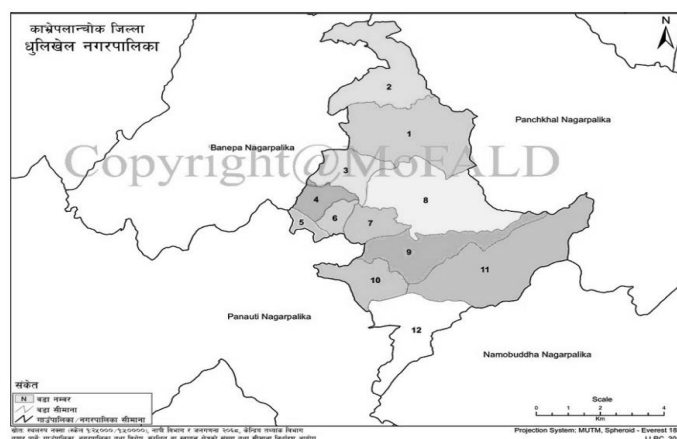 काभ्रेपलान्चोक जिल्ला
धुलिखेल नगरपालिका
N
2
Panchkhal Nagarpalika
1
Banepa Nagarpalika
Copyright@MoFALD
3
4
8
5
6
7
9
11
10
Panauti Nagarpalika
12
Namobuddha Nagarpalika
संकेत
N वडा नम्बर
वडा सीमाना
गाउँपालिका/नगरपालिका सीमाना
Scale
0 1 2 4
Km
Projection System: MUTM, Spheroid - Everest 18